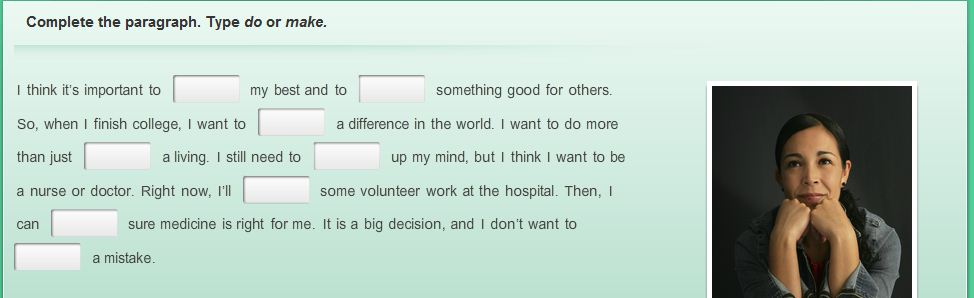 Complete the paragraph. Type do or make.
I think it's important to my best and to something good for others.
So, when I finish college, I want to a difference in the world. I want to do more
than just a living. I still need to up my mind, but I think I want to be
a nurse or doctor. Right now, I'll some volunteer work at the hospital. Then, I
can sure medicine is right for me. It is a big decision, and I don't want to
a mistake.